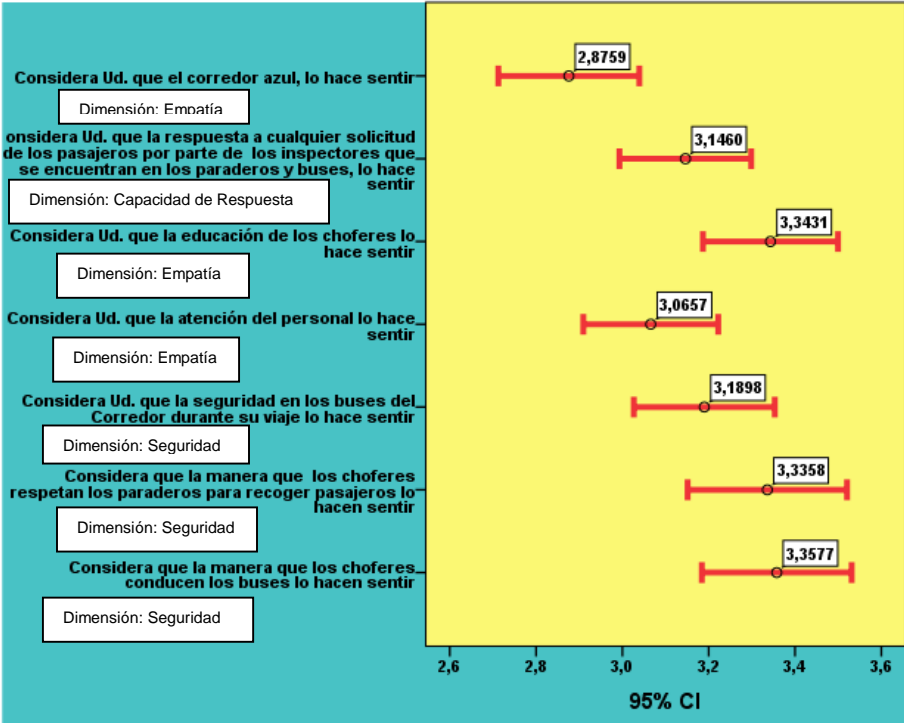 Considera Ud. que el corredor azul, lo hace sentir
2,8759
Dimensión: Empatía
onsidera Ud. que la respuesta a cualquier solicitud
de los pasajeros por parte de los inspectores que
se encuentran en los paraderos y buses, lo hace
sentir
3,1460
Dimensión: Capacidad de Respuesta
Considera Ud. que la educación de los choferes lo
hace sentir
3,3431
Dimensión: Empatía
Considera Ud. que la atención del personal lo hace
sentir
3,0657
Dimensión: Empatía
Considera Ud. que la seguridad en los buses del
Corredor durante su viaje lo hace sentir
3,1898
Dimensión: Seguridad
Considera que la manera que los choferes
respetan los paraderos para recoger pasajeros lo
hacen sentir
3,3358
Dimensión: Seguridad
Considera que la manera que los choferes
conducen los buses lo hacen sentir
3,3577
Dimensión: Seguridad
2,6 2,8 3,0 3,2 3,4 3,6
95% CI